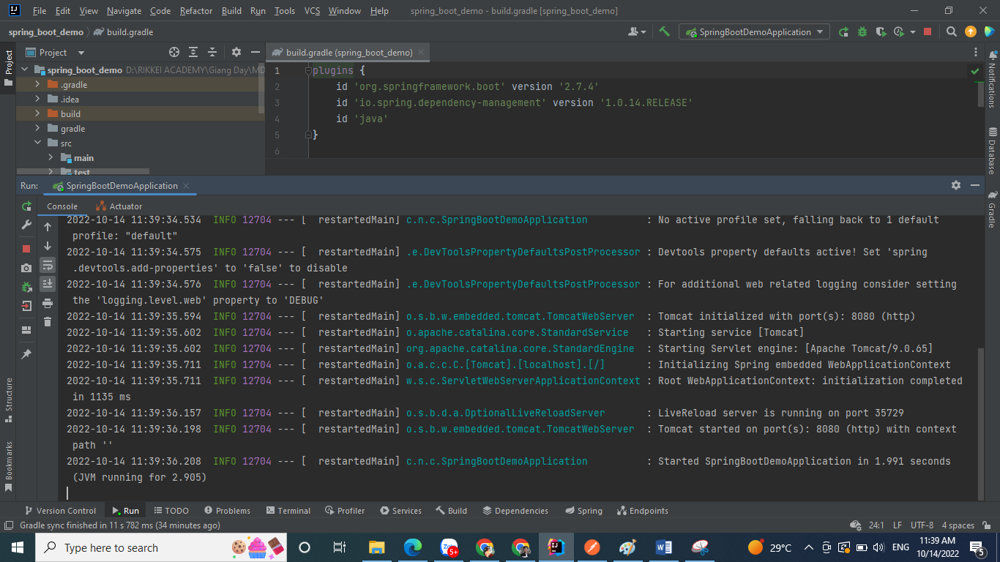 File Edit View Navigate Code Refactor Build Run Tools VCS Window Help spring_boot_demo - build.gradle [spring_boot_demo]
spring_boot_demo build.gradle SpringBootDemoApplication
Project build.gradle (spring_boot_demo)
Project
Notifications
Database
Gradle
spring_boot_demo D:\RIKKEI ACADEMY\Giang Day\MD
.gradle
.idea
build
gradle
src
main
test
1 plugins {
2 id 'org.springframework.boot' version '2.7.4'
3 id 'io.spring.dependency-management' version '1.0.14.RELEASE'
4 id 'java'
5 }
6
Run: SpringBootDemoApplication
Console Actuator
2022-10-14 11:39:34.534 INFO 12704 --- [ restartedMain] c.n.c.SpringBootDemoApplication : No active profile set, falling back to 1 default
profile: "default"
2022-10-14 11:39:34.575 INFO 12704 --- [ restartedMain] .e.DevToolsPropertyDefaultsPostProcessor : Devtools property defaults active! Set 'spring
.devtools.add-properties' to 'false' to disable
2022-10-14 11:39:34.576 INFO 12704 --- [ restartedMain] .e.DevToolsPropertyDefaultsPostProcessor : For additional web related logging consider setting
the 'logging.level.web' property to 'DEBUG'
2022-10-14 11:39:35.594 INFO 12704 --- [ restartedMain] o.s.b.w.embedded.tomcat.TomcatWebServer : Tomcat initialized with port(s): 8080 (http)
2022-10-14 11:39:35.602 INFO 12704 --- [ restartedMain] o.apache.catalina.core.StandardService : Starting service [Tomcat]
2022-10-14 11:39:35.602 INFO 12704 --- [ restartedMain] org.apache.catalina.core.StandardEngine : Starting Servlet engine: [Apache Tomcat/9.0.65]
2022-10-14 11:39:35.711 INFO 12704 --- [ restartedMain] o.a.c.c.C.[Tomcat].[localhost].[/] : Initializing Spring embedded WebApplicationContext
2022-10-14 11:39:35.711 INFO 12704 --- [ restartedMain] w.s.c.ServletWebServerApplicationContext : Root WebApplicationContext: initialization completed
in 1135 ms
2022-10-14 11:39:36.157 INFO 12704 --- [ restartedMain] o.s.b.d.a.OptionalLiveReloadServer : LiveReload server is running on port 35729
2022-10-14 11:39:36.198 INFO 12704 --- [ restartedMain] o.s.b.w.embedded.tomcat.TomcatWebServer : Tomcat started on port(s): 8080 (http) with context
path ''
2022-10-14 11:39:36.208 INFO 12704 --- [ restartedMain] c.n.c.SpringBootDemoApplication : Started SpringBootDemoApplication in 1.991 seconds
(JVM running for 2.905)
Structure
Bookmarks
Version Control Run TODO Problems Terminal Profiler Services Build Dependencies Spring Endpoints
Gradle sync finished in 11 s 782 ms (34 minutes ago) 24:1 LF UTF-8 4 spaces
Type here to search Zalo 5+ 29°C ENG 11:39 AM
10/14/2022 5